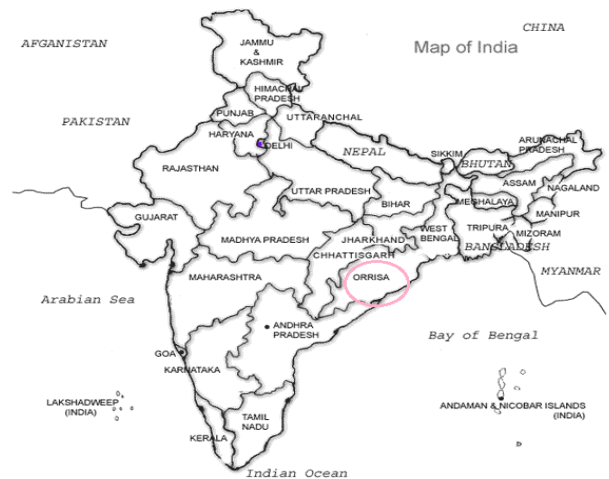 CHINA
AFGANISTAN
JAMMU
&
KASHMIR
Map of India
HIMACHAL
PRADESH
PUNJAB
UTTARANCHAL
PAKISTAN
HARYANA
DELHI
NEPAL
SIKKIM
ARUNACHAL
PRADESH
BHUTAN
RAJASTHAN
ASSAM
NAGALAND
UTTAR PRADESH
BIHAR
MEGHALAYA
MANIPUR
GUJARAT
TRIPURA
MIZORAM
WEST
BENGAL
MADHYA PRADESH
JHARKHAND
BANGLADESH
CHHATTISGARH
MAHARASHTRA
ORRISA
MYANMAR
Arabian Sea
ANDHRA
PRADESH
Bay of Bengal
GOA
KARNATAKA
LAKSHADWEEP
(INDIA)
ANDAMAN & NICOBAR ISLANDS
(INDIA)
TAMIL
NADU
KERALA
Indian Ocean